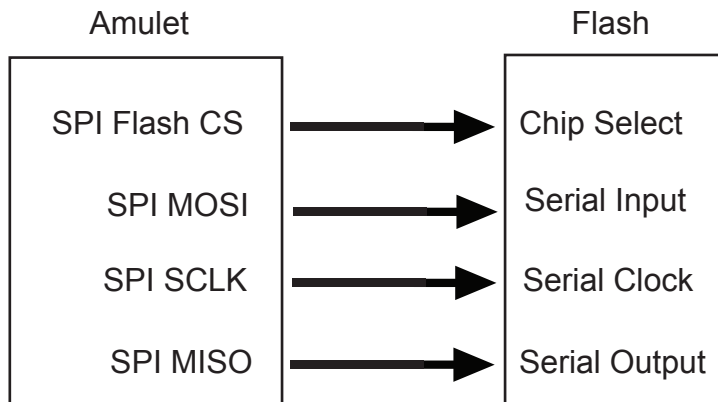 Amulet Flash
SPI Flash CS Chip Select
SPI MOSI Serial Input
SPI SCLK Serial Clock
SPI MISO Serial Output